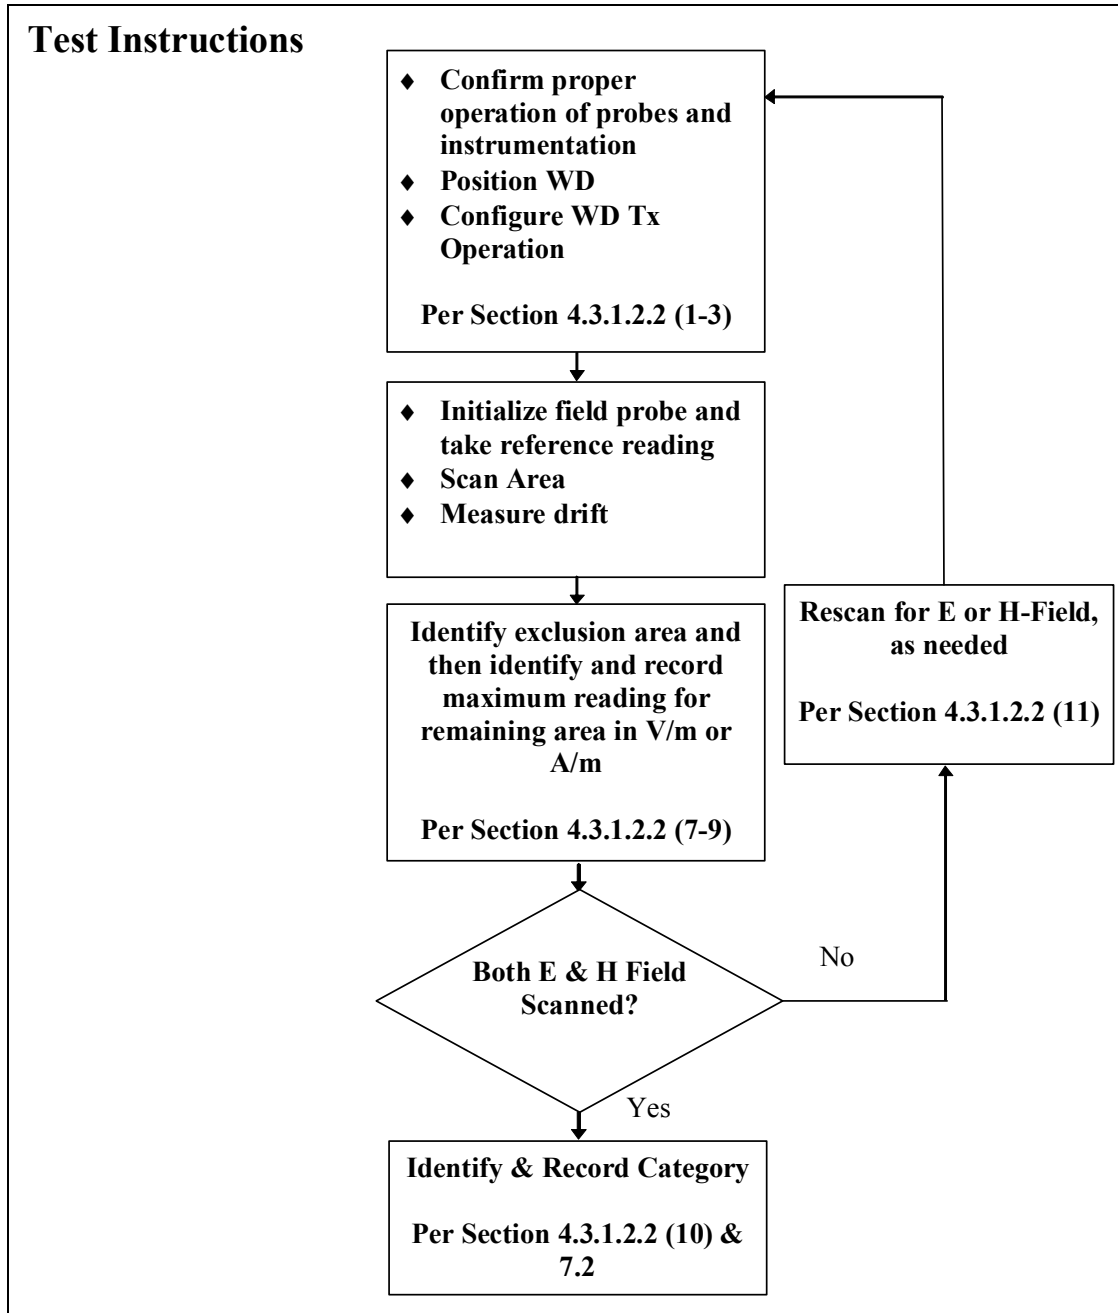 Test Instructions
♦ Confirm proper
operation of probes and
instrumentation
♦ Position WD
♦ Configure WD Tx
Operation
Per Section 4.3.1.2.2 (1-3)
♦ Initialize field probe and
take reference reading
♦ Scan Area
♦ Measure drift
Identify exclusion area and
then identify and record
maximum reading for
remaining area in V/m or
A/m
Per Section 4.3.1.2.2 (7-9)
Rescan for E or H-Field,
as needed
Per Section 4.3.1.2.2 (11)
Both E & H Field
Scanned?
No
Yes
Identify & Record Category
Per Section 4.3.1.2.2 (10) &
7.2